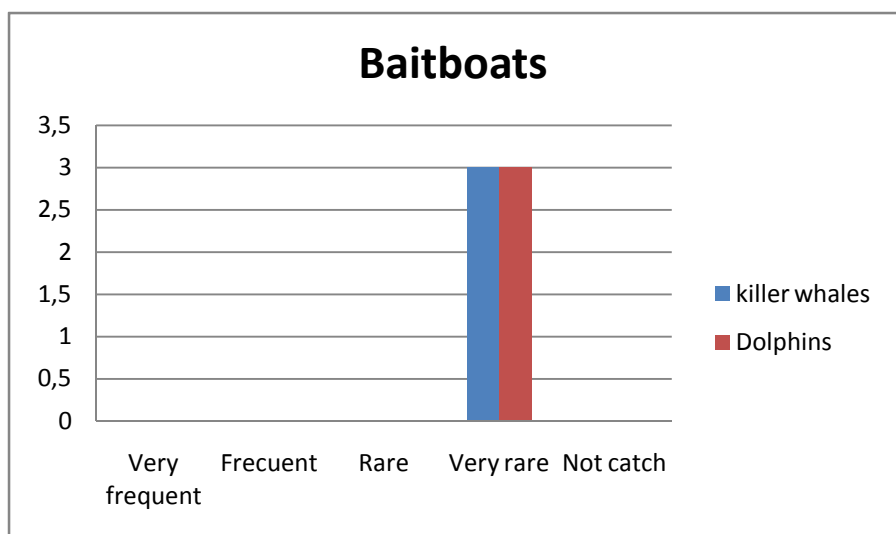 Baitboats
3,5
3
2,5
2
1,5
1
0,5
0
Very frequent
Frecuent
Rare
Very rare
Not catch
killer whales
Dolphins